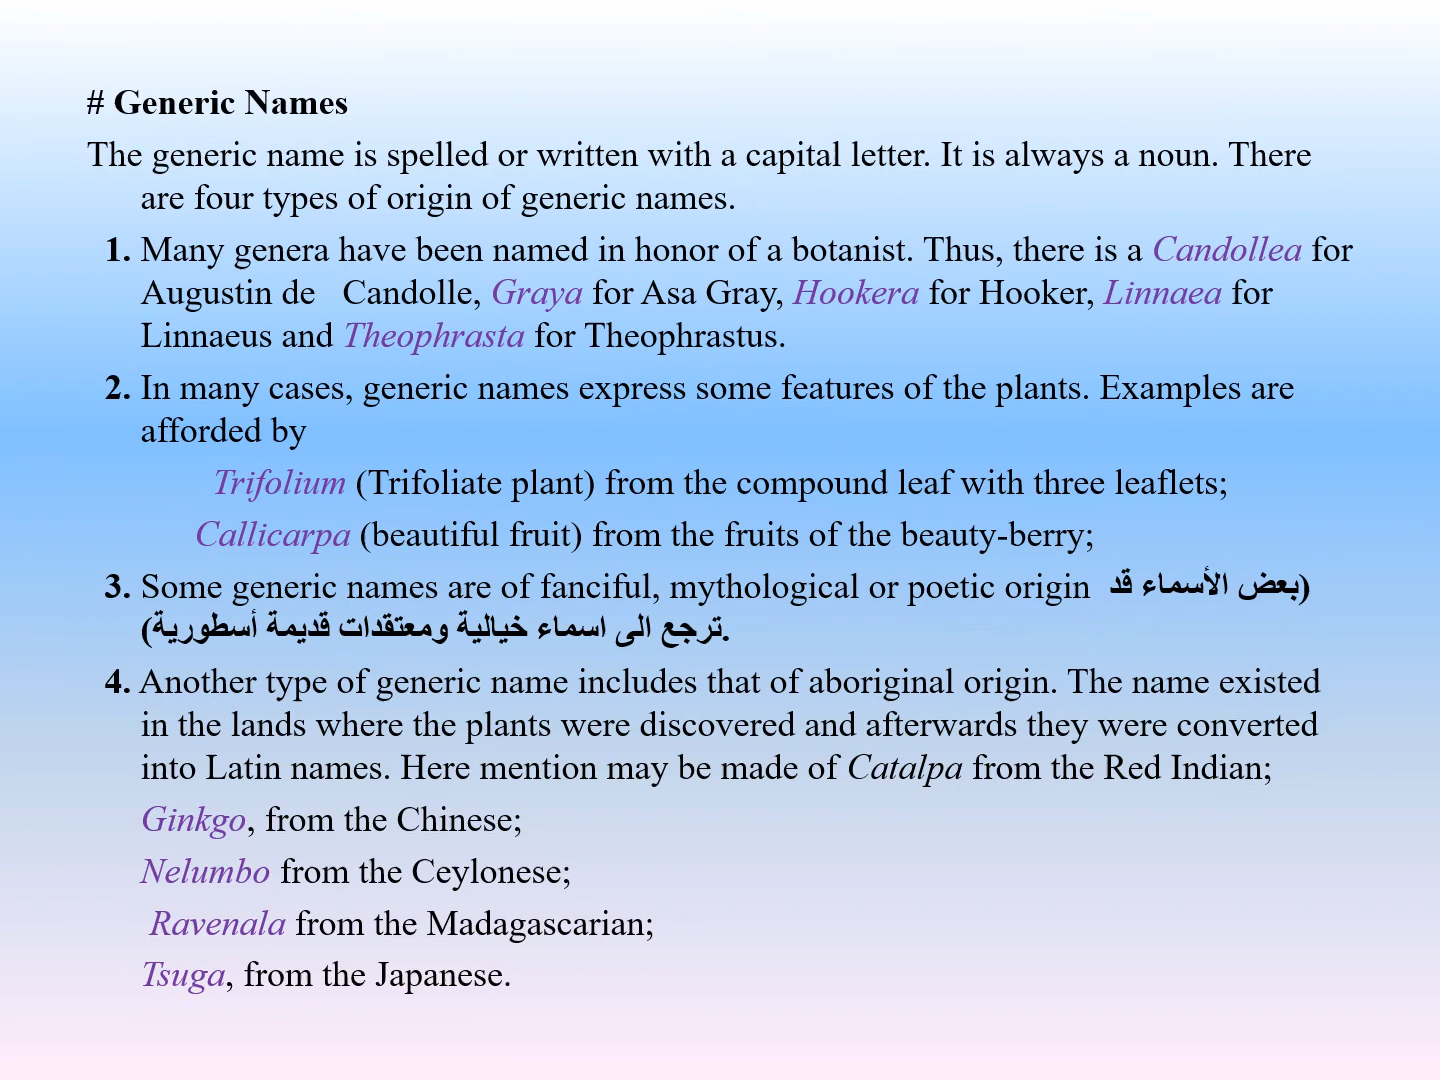 # Generic Names
The generic name is spelled or written with a capital letter. It is always a noun. There
are four types of origin of generic names.
1. Many genera have been named in honor of a botanist. Thus, there is a Candollea for
Augustin de Candolle, Graya for Asa Gray, Hookera for Hooker, Linnaea for
Linnaeus and Theophrasta for Theophrastus.
2. In many cases, generic names express some features of the plants. Examples are
afforded by
Trifolium (Trifoliate plant) from the compound leaf with three leaflets;
Callicarpa (beautiful fruit) from the fruits of the beauty-berry;
3. Some generic names are of fanciful, mythological or poetic origin (بعض الأسماء قد
ترجع الى اسماء خيالية ومعتقدات قديمة أسطورية).
4. Another type of generic name includes that of aboriginal origin. The name existed
in the lands where the plants were discovered and afterwards they were converted
into Latin names. Here mention may be made of Catalpa from the Red Indian;
Ginkgo, from the Chinese;
Nelumbo from the Ceylonese;
Ravenala from the Madagascarian;
Tsuga, from the Japanese.